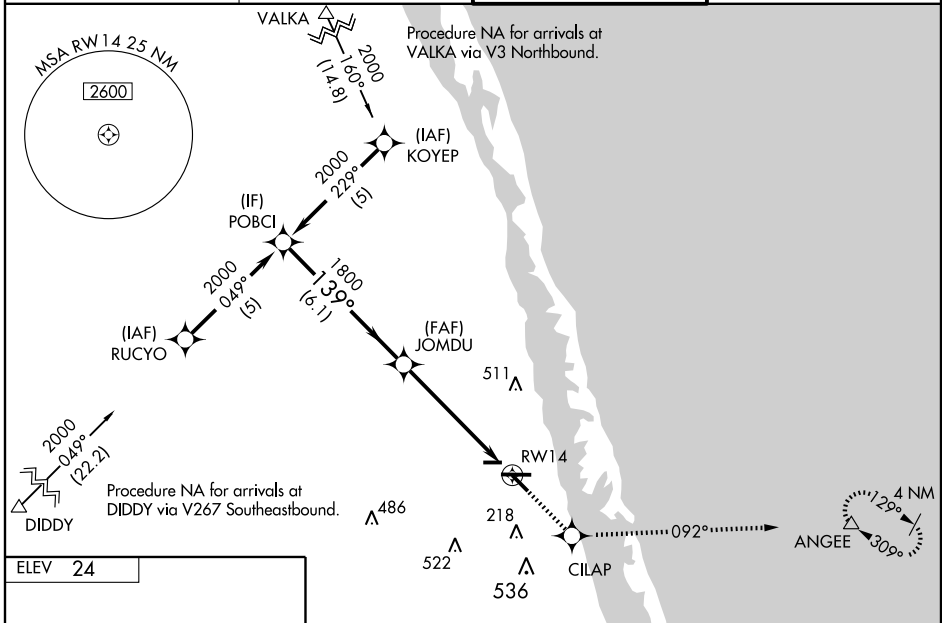 VALKA
2000
160°
(14.8)
Procedure NA for arrivals at
VALKA via V3 Northbound.
MSA RW14 25 NM
2600
(IAF)
KOYEP
2000
229°
(5)
(IF)
POBCI
2000
049°
(5)
1800
139°
(6.1)
(IAF)
RUCYO
(FAF)
JOMDU
511
RW14
2000
049°
(22.2)
DIDDY
Procedure NA for arrivals at
DIDDY via V267 Southeastbound.
486
218
522
536
CILAP
092°
ANGEE
4 NM
129°
309°
ELEV 24